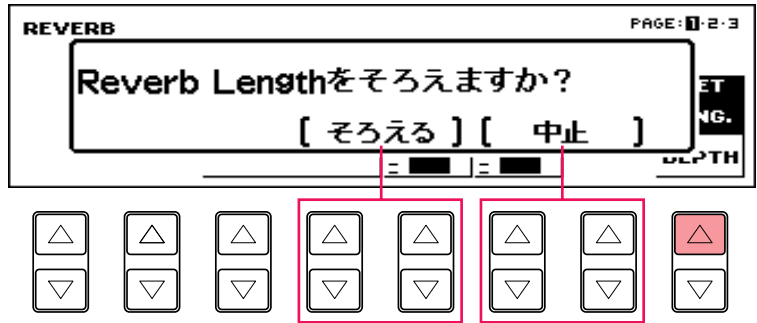 REVERB
PAGE:1·2·3
Reverb Lengthをそろえますか？
[ そろえる ] [ 中止 ]